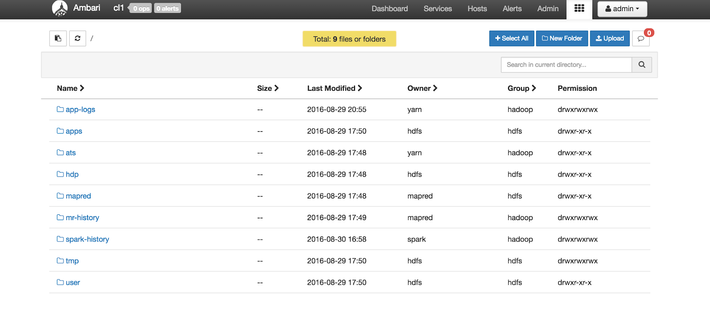 Ambari cl1 0 ops 0 alerts Dashboard Services Hosts Alerts Admin admin
/ Total: 9 files or folders Select All New Folder Upload 0
Search in current directory...
Name Size Last Modified Owner Group Permission
app-logs -- 2016-08-29 20:55 yarn hadoop drwxrwxrwx
apps -- 2016-08-29 17:50 hdfs hdfs drwxr-xr-x
ats -- 2016-08-29 17:48 yarn hadoop drwxr-xr-x
hdp -- 2016-08-29 17:48 hdfs hdfs drwxr-xr-x
mapred -- 2016-08-29 17:48 mapred hdfs drwxr-xr-x
mr-history -- 2016-08-29 17:49 mapred hadoop drwxrwxrwx
spark-history -- 2016-08-30 16:58 spark hadoop drwxrwxrwx
tmp -- 2016-08-29 17:50 hdfs hdfs drwxrwxrwx
user -- 2016-08-29 17:50 hdfs hdfs drwxr-xr-x